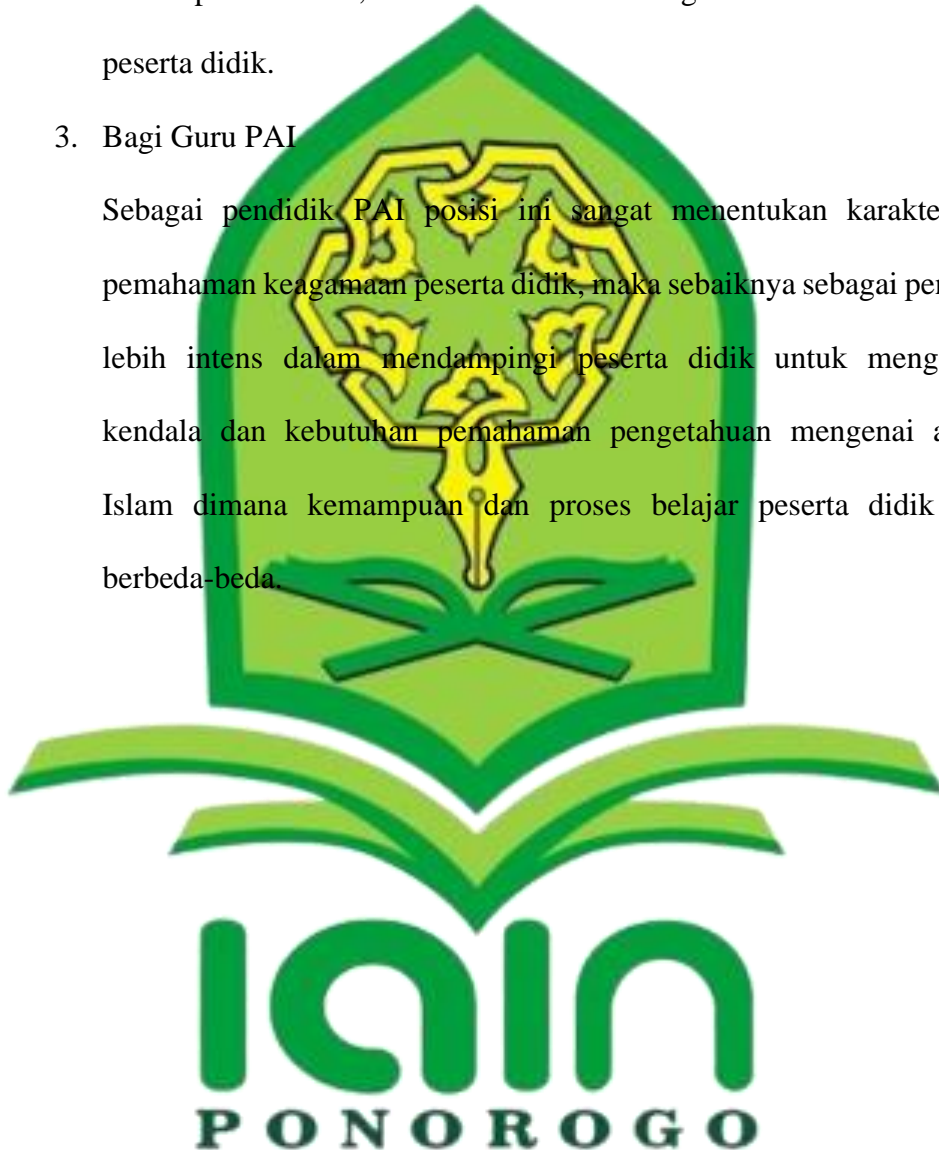 peserta didik.
3. Bagi Guru PAI
Sebagai pendidik PAI posisi ini sangat menentukan karakte
pemahaman keagamaan peserta didik, maka sebaiknya sebagai per
lebih intens dalam mendampingi peserta didik untuk meng
kendala dan kebutuhan pemahaman pengetahuan mengenai a
Islam dimana kemampuan dan proses belajar peserta didik
berbeda-beda.
iain
PONOROGO